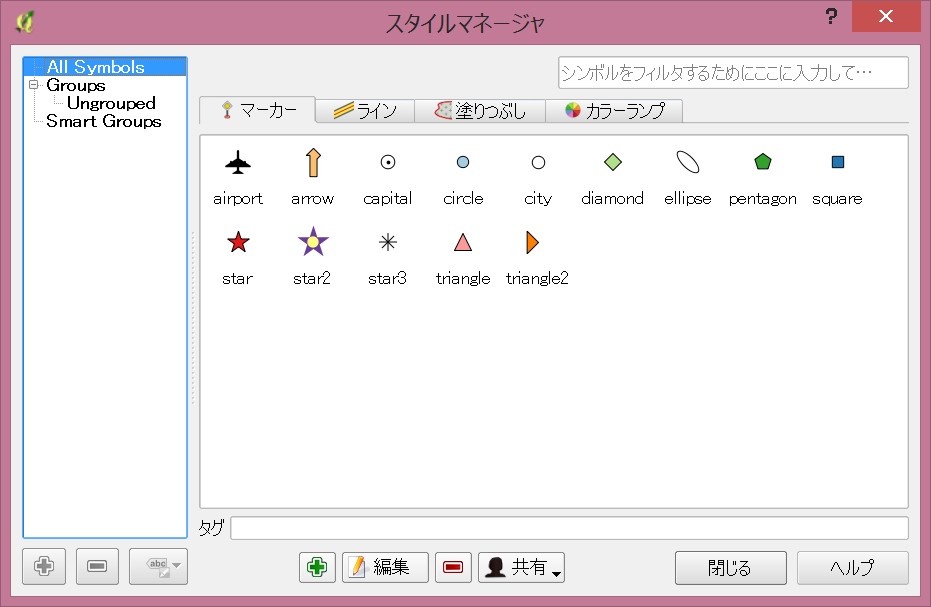 スタイルマネージャ
?
All Symbols
Groups
Ungrouped
Smart Groups
シンボルをフィルタするためにここに入力して…
マーカー ライン 塗りつぶし カラーランプ
airport arrow capital circle city diamond ellipse pentagon square
star star2 star3 triangle triangle2
タグ
abc
編集 共有 閉じる ヘルプ